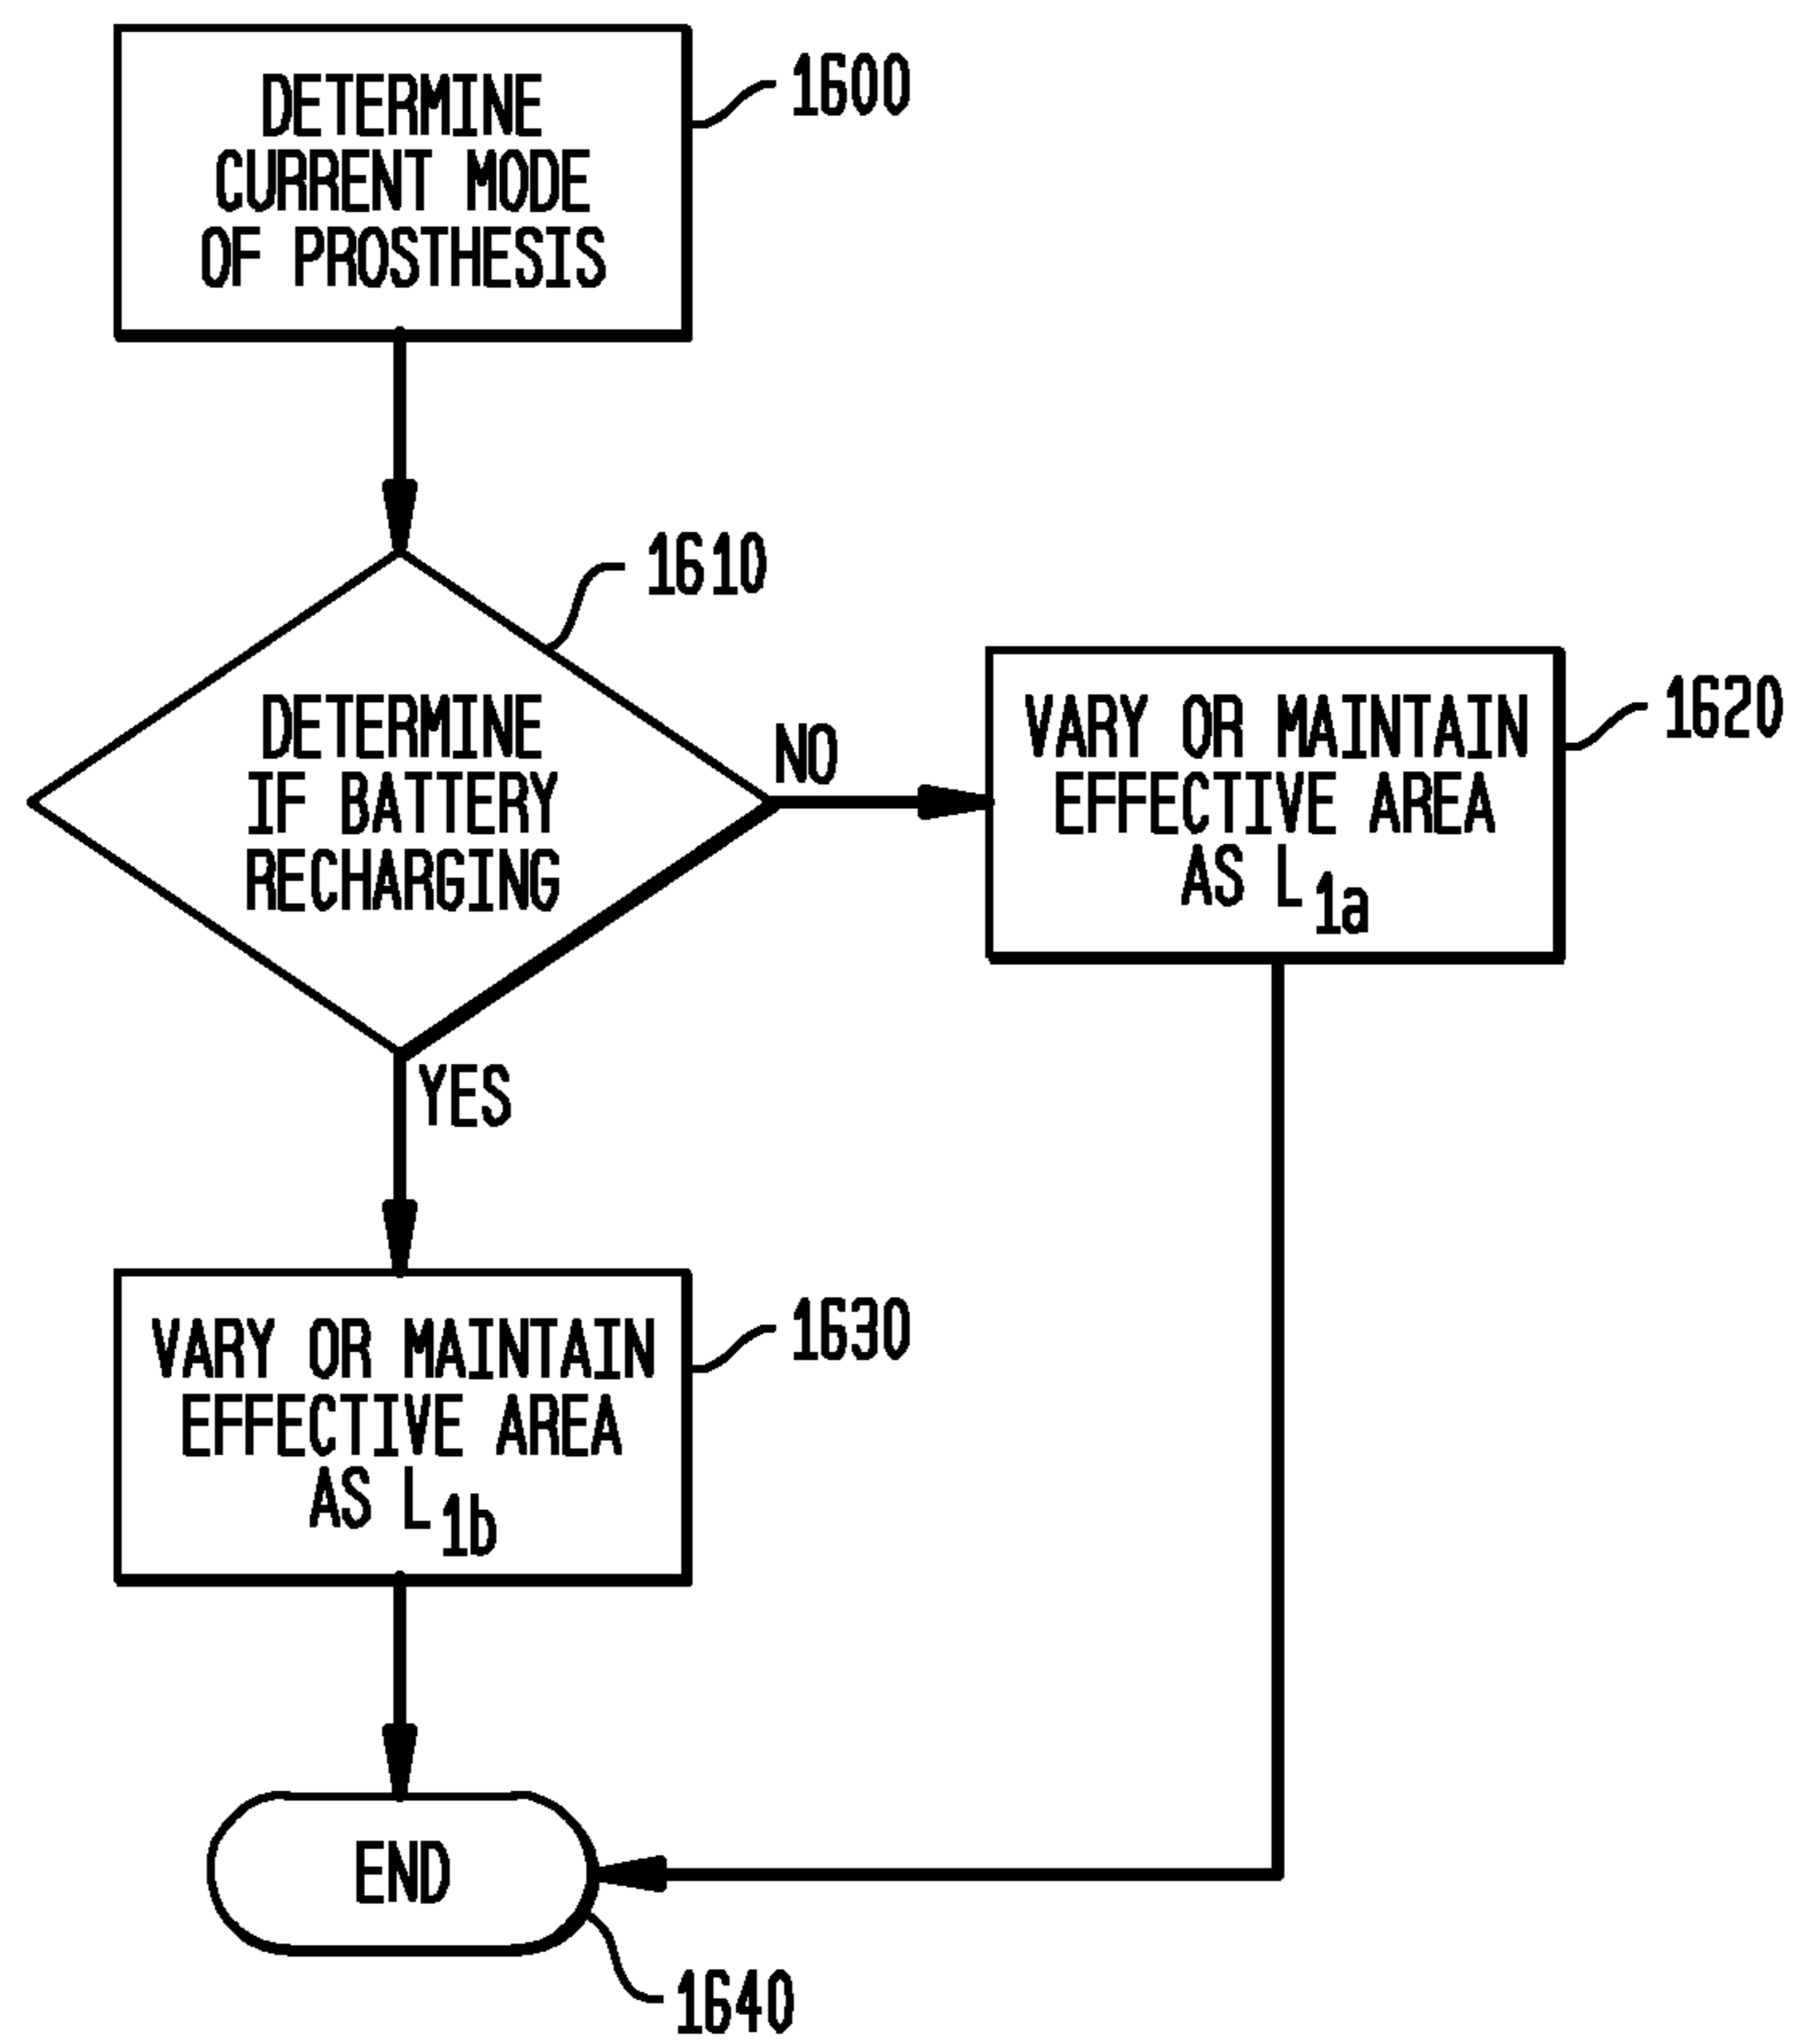 DETERMINE
CURRENT MODE
OF PROSTHESIS
1600
1610
DETERMINE
IF BATTERY
RECHARGING
NO
YES
VARY OR MAINTAIN
EFFECTIVE AREA
AS L1a
1620
VARY OR MAINTAIN
EFFECTIVE AREA
AS L1b
1630
END
1640